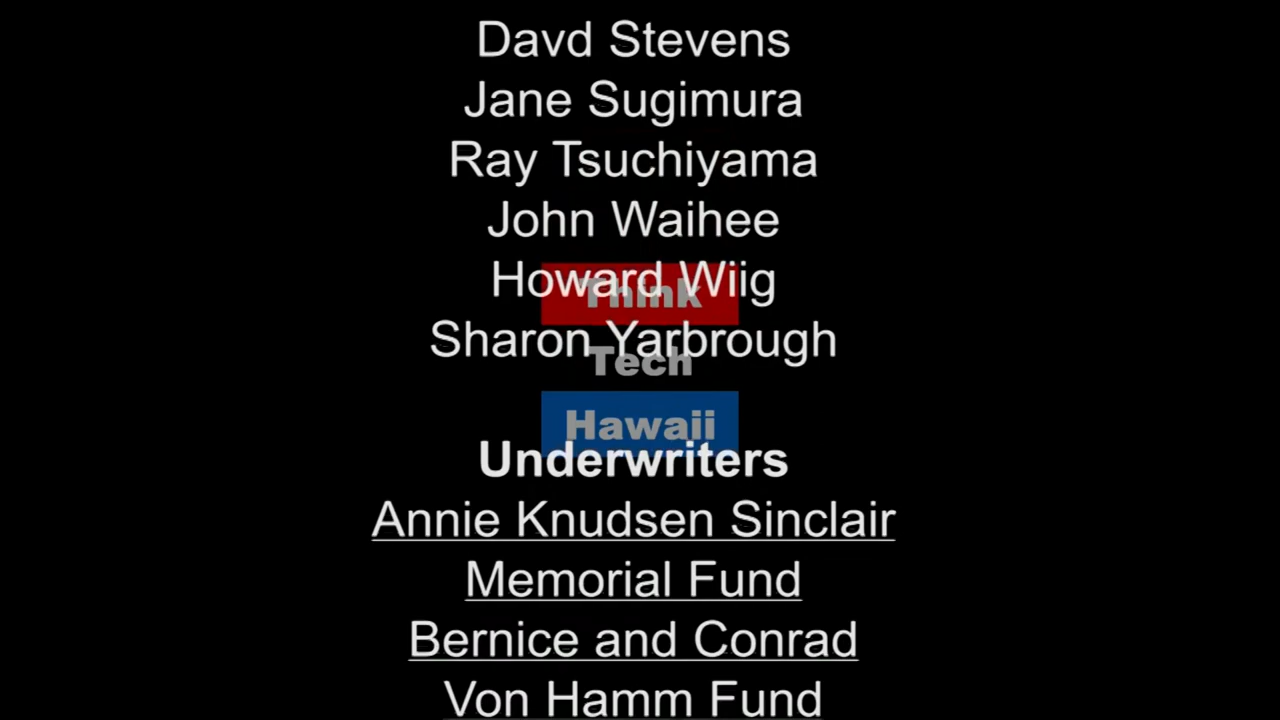 Davd Stevens
Jane Sugimura
Ray Tsuchiyama
John Waihee
Howard Wiig
Think
Sharon Yarbrough
Tech
Hawaii
Underwriters
Annie Knudsen Sinclair
Memorial Fund
Bernice and Conrad
Von Hamm Fund